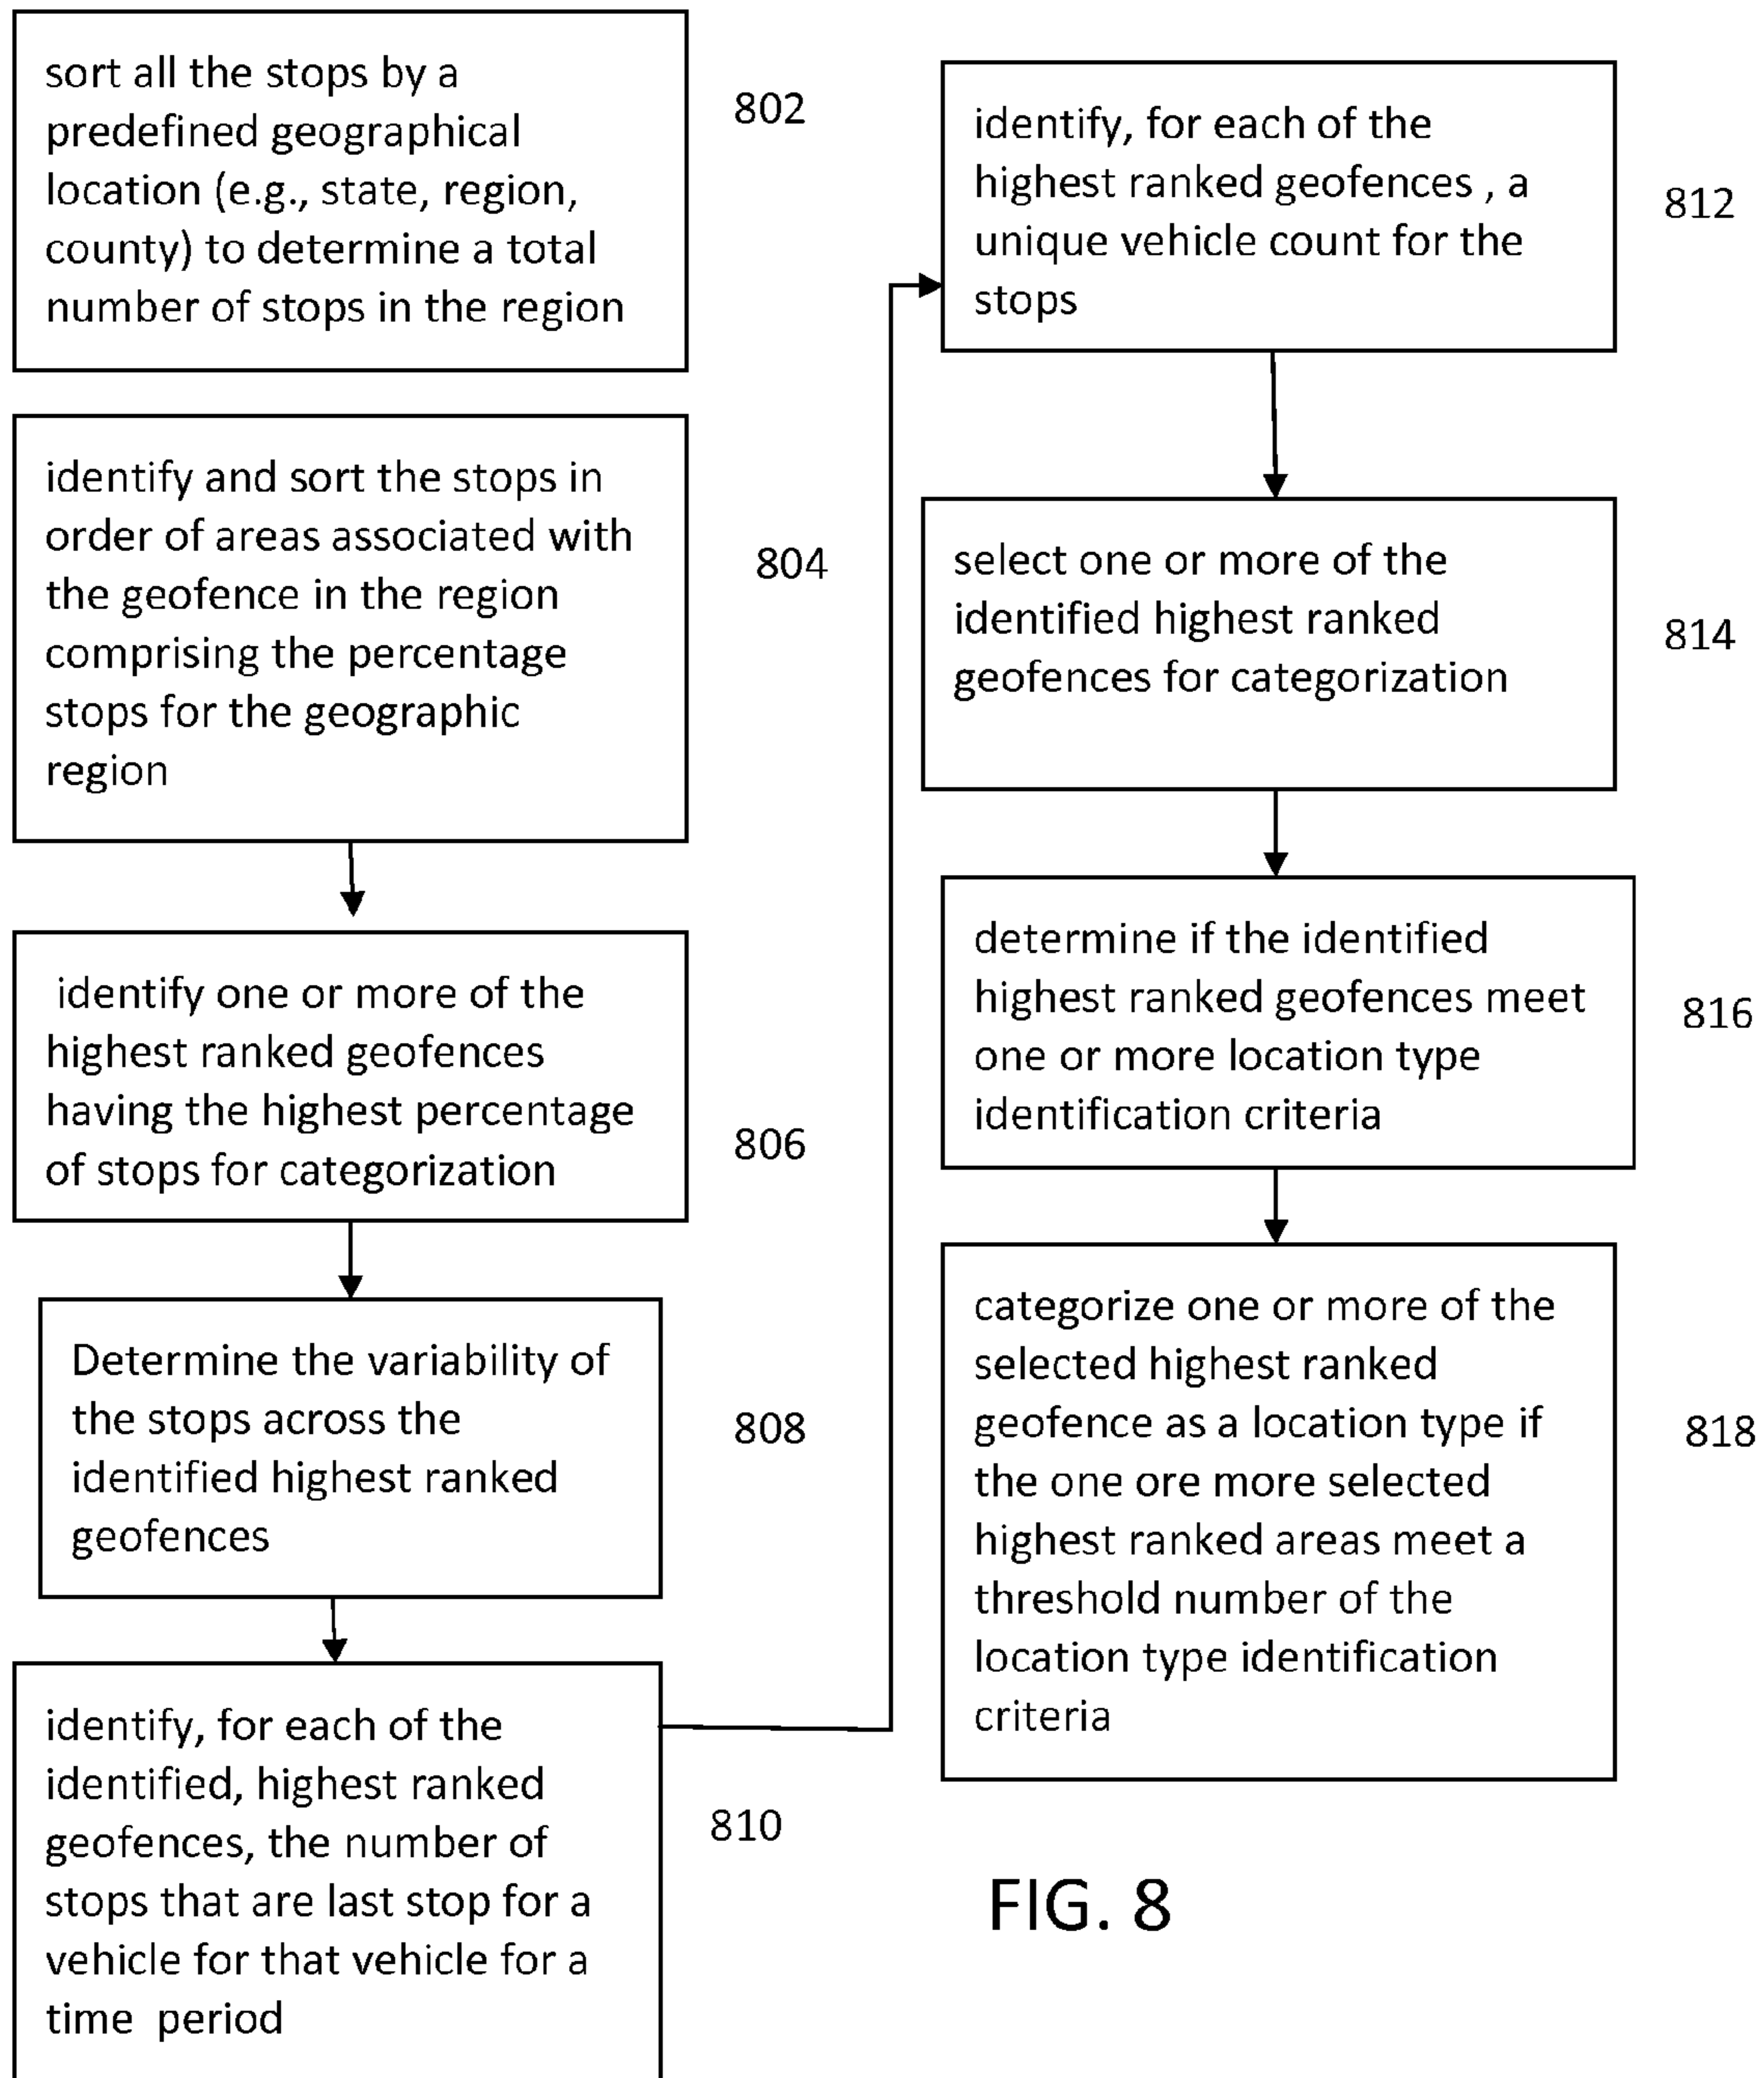 sort all the stops by a
predefined geographical
location (e.g., state, region,
county) to determine a total
number of stops in the region
802
identify and sort the stops in
order of areas associated with
the geofence in the region
comprising the percentage
stops for the geographic
region
804
identify one or more of the
highest ranked geofences
having the highest percentage
of stops for categorization
806
Determine the variability of
the stops across the
identified highest ranked
geofences
808
identify, for each of the
identified, highest ranked
geofences, the number of
stops that are last stop for a
vehicle for that vehicle for a
time period
810
identify, for each of the
highest ranked geofences , a
unique vehicle count for the
stops
812
select one or more of the
identified highest ranked
geofences for categorization
814
determine if the identified
highest ranked geofences meet
one or more location type
identification criteria
816
categorize one or more of the
selected highest ranked
geofence as a location type if
the one ore more selected
highest ranked areas meet a
threshold number of the
location type identification
criteria
818
FIG. 8